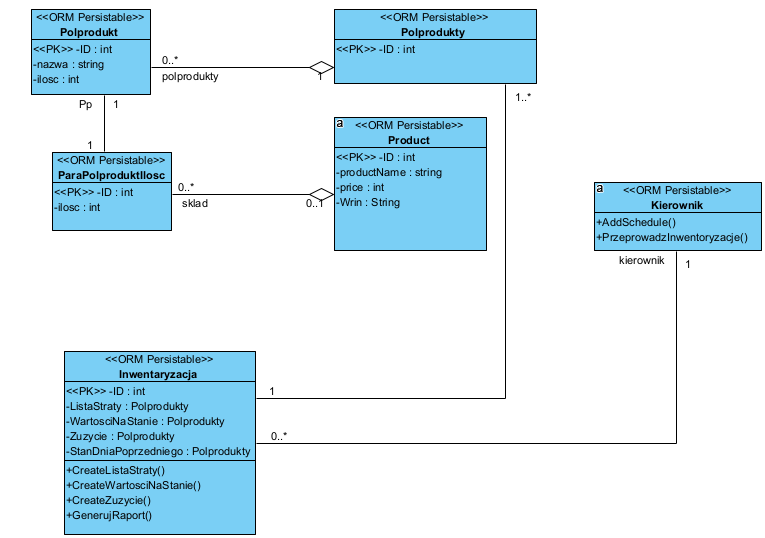 <<ORM Persistable>>
Polprodukt
<<PK>> -ID : int
-nazwa : string
-ilosc : int
0..*
polprodukty
1
<<ORM Persistable>>
Polprodukty
<<PK>> -ID : int
1..*
Pp
1
1
<<ORM Persistable>>
ParaPolproduktIlosc
<<PK>> -ID : int
-ilosc : int
0..*
sklad
0..1
a
<<ORM Persistable>>
Product
<<PK>> -ID : int
-productName : string
-price : int
-Wrin : String
a
<<ORM Persistable>>
Kierownik
+AddSchedule()
+PrzeprowadzInwentoryzacje()
kierownik
1
<<ORM Persistable>>
Inwentaryzacja
<<PK>> -ID : int
-ListaStraty : Polprodukty
-WartosciNaStanie : Polprodukty
-Zuzycie : Polprodukty
-StanDniaPoprzedniego : Polprodukty
+CreateListaStraty()
+CreateWartosciNaStanie()
+CreateZuzycie()
+GenerujRaport()
1
0..*